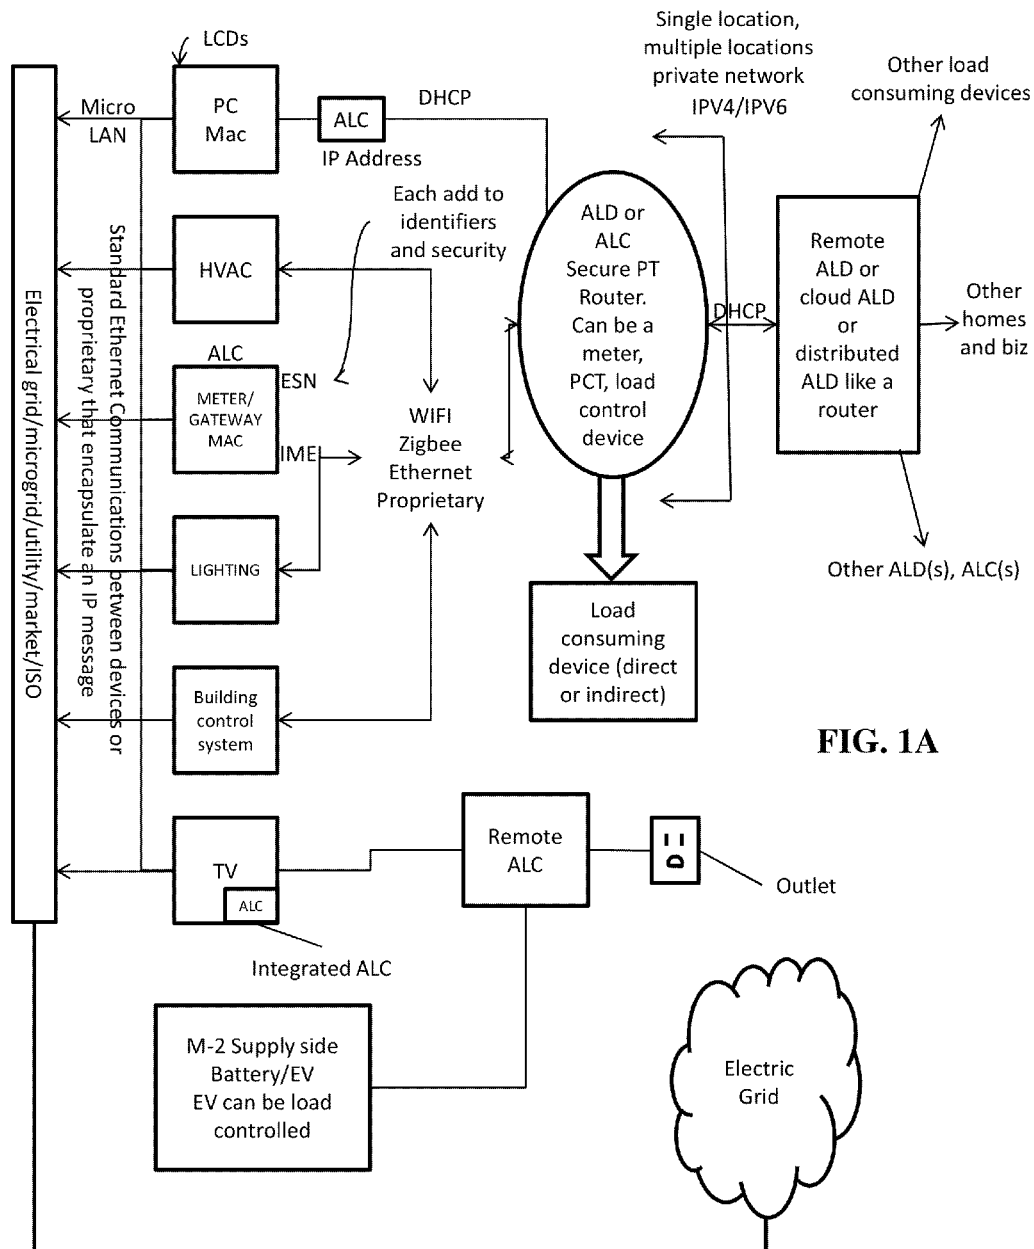 LCDs
Micro
LAN
PC
Mac
ALC
IP Address
DHCP
Single location,
multiple locations
private network
IPV4/IPV6
Other load
consuming devices
Each add to
identifiers
and security
HVAC
ALC
METER/
GATEWAY
MAC
ESN
IMEI
WIFI
Zigbee
Ethernet
Proprietary
ALD or
ALC
Secure PT
Router.
Can be a
meter,
PCT, load
control
device
DHCP
Remote
ALD or
cloud ALD
or
distributed
ALD like a
router
Other
homes
and biz
Other ALD(s), ALC(s)
Electrical grid/microgrid/utility/market/ISO
Standard Ethernet Communications between devices or
proprietary that encapsulate an IP message
LIGHTING
Load
consuming
device (direct
or indirect)
Building
control
system
FIG. 1A
TV
ALC
Integrated ALC
Remote
ALC
Outlet
M-2 Supply side
Battery/EV
EV can be load
controlled
Electric
Grid